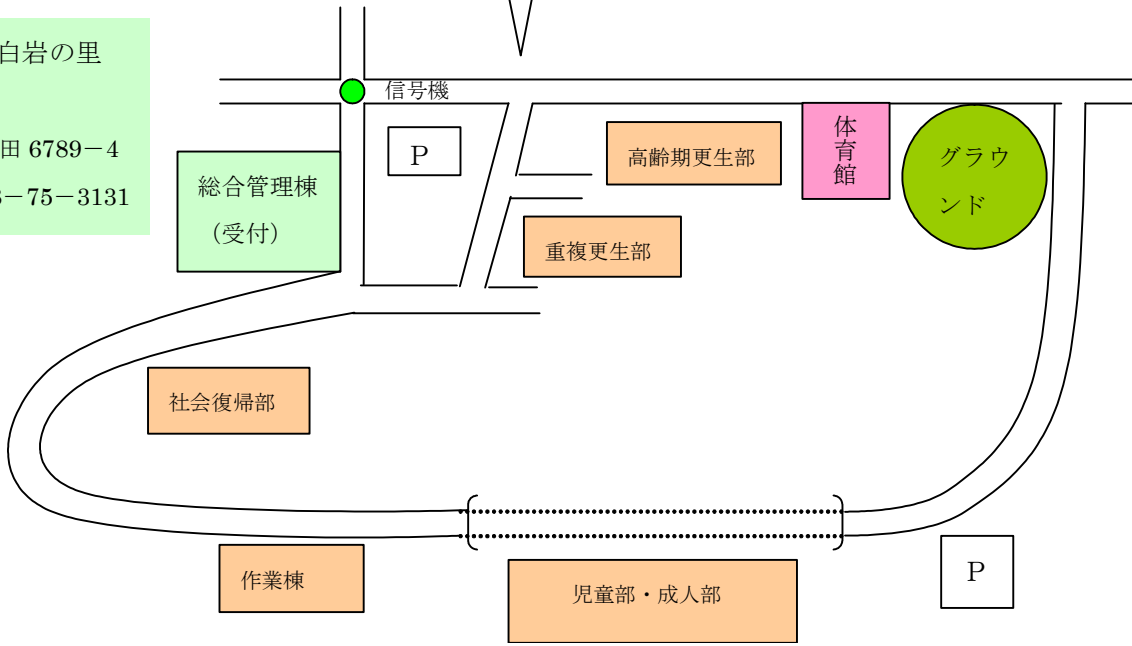 白岩の里
田 6789－4
－75－3131
信号機
P
総合管理棟
（受付）
高齢期更生部
体育館
グラウ
ンド
重複更生部
社会復帰部
作業棟
児童部・成人部
P